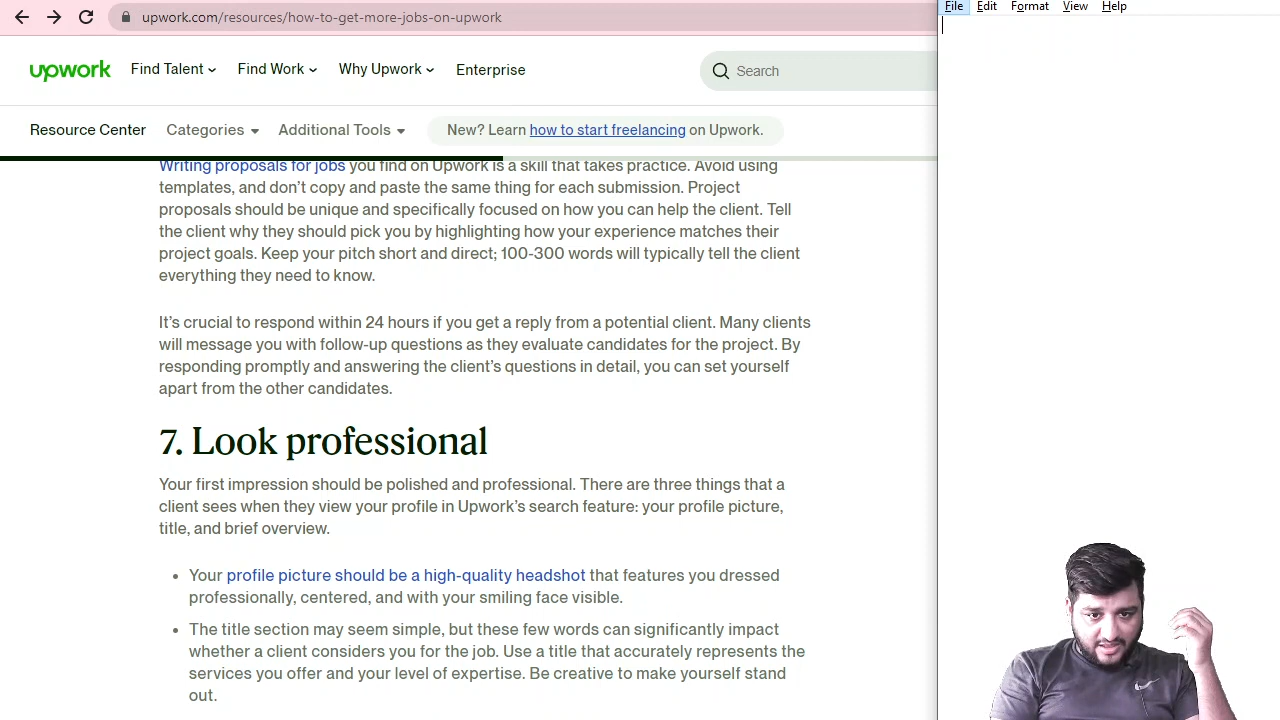 upwork.com/resources/how-to-get-more-jobs-on-upwork
File Edit Format View Help
upwork Find Talent Find Work Why Upwork Enterprise Search
Resource Center Categories Additional Tools New? Learn how to start freelancing on Upwork.
Writing proposals for jobs you find on Upwork is a skill that takes practice. Avoid using
templates, and don’t copy and paste the same thing for each submission. Project
proposals should be unique and specifically focused on how you can help the client. Tell
the client why they should pick you by highlighting how your experience matches their
project goals. Keep your pitch short and direct; 100-300 words will typically tell the client
everything they need to know.
It’s crucial to respond within 24 hours if you get a reply from a potential client. Many clients
will message you with follow-up questions as they evaluate candidates for the project. By
responding promptly and answering the client’s questions in detail, you can set yourself
apart from the other candidates.
7. Look professional
Your first impression should be polished and professional. There are three things that a
client sees when they view your profile in Upwork’s search feature: your profile picture,
title, and brief overview.
• Your profile picture should be a high-quality headshot that features you dressed
professionally, centered, and with your smiling face visible.
• The title section may seem simple, but these few words can significantly impact
whether a client considers you for the job. Use a title that accurately represents the
services you offer and your level of expertise. Be creative to make yourself stand
out.